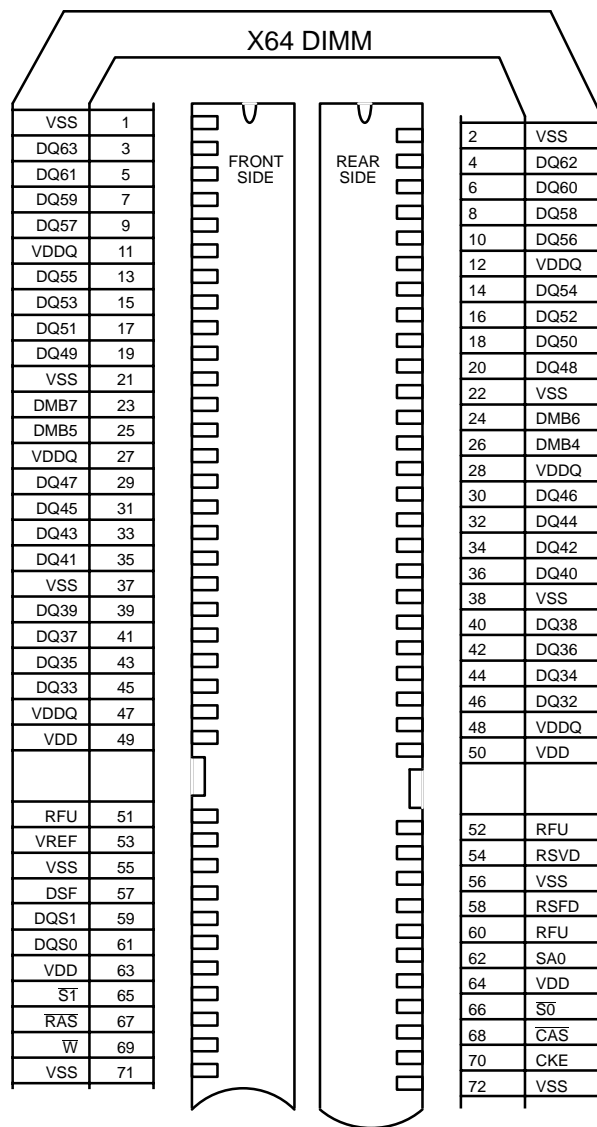 X64 DIMM
FRONT
SIDE
REAR
SIDE
VSS 1
DQ63 3
DQ61 5
DQ59 7
DQ57 9
VDDQ 11
DQ55 13
DQ53 15
DQ51 17
DQ49 19
VSS 21
DMB7 23
DMB5 25
VDDQ 27
DQ47 29
DQ45 31
DQ43 33
DQ41 35
VSS 37
DQ39 39
DQ37 41
DQ35 43
DQ33 45
VDDQ 47
VDD 49
RFU 51
VREF 53
VSS 55
DSF 57
DQS1 59
DQS0 61
VDD 63
S1 65
RAS 67
W 69
VSS 71
2 VSS
4 DQ62
6 DQ60
8 DQ58
10 DQ56
12 VDDQ
14 DQ54
16 DQ52
18 DQ50
20 DQ48
22 VSS
24 DMB6
26 DMB4
28 VDDQ
30 DQ46
32 DQ44
34 DQ42
36 DQ40
38 VSS
40 DQ38
42 DQ36
44 DQ34
46 DQ32
48 VDDQ
50 VDD
52 RFU
54 RSVD
56 VSS
58 RSFD
60 RFU
62 SA0
64 VDD
66 S0
68 CAS
70 CKE
72 VSS